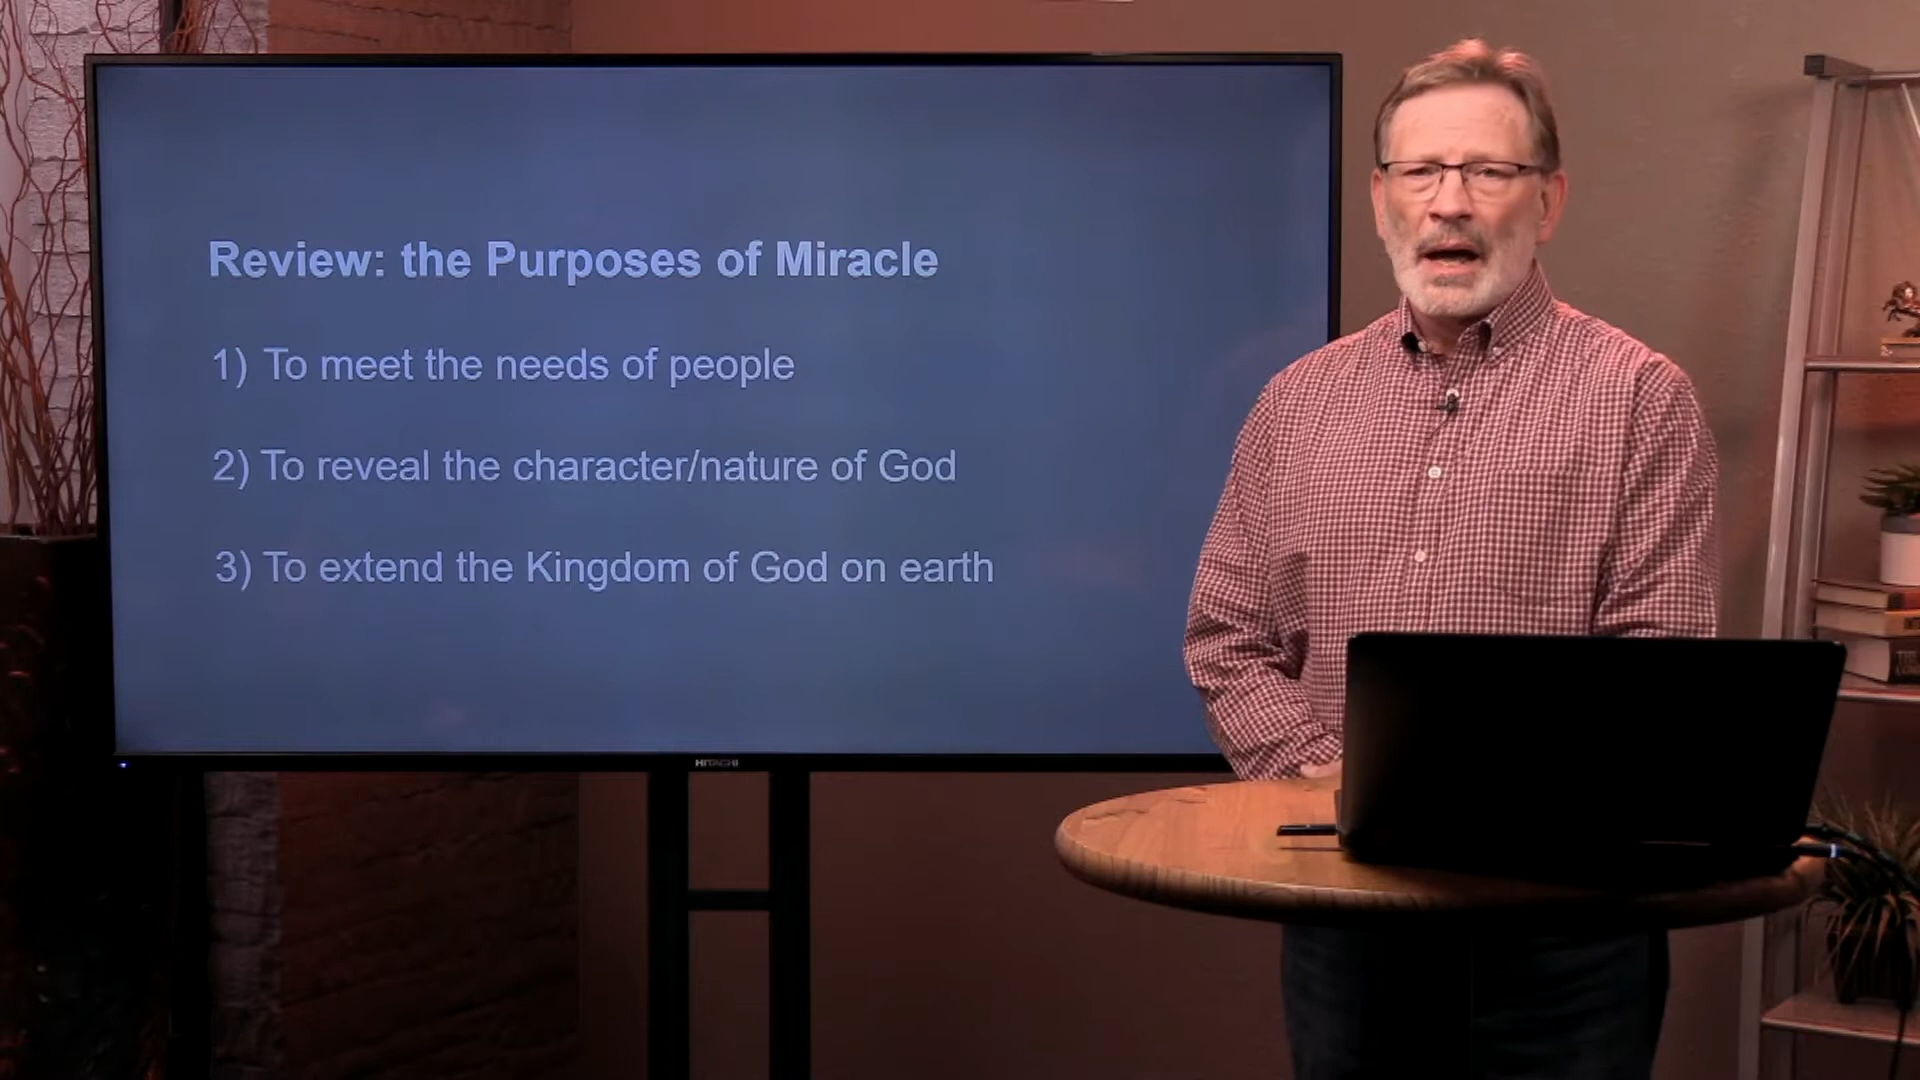 Review: the Purposes of Miracle
1) To meet the needs of people
2) To reveal the character/nature of God
3) To extend the Kingdom of God on earth
HITACHI